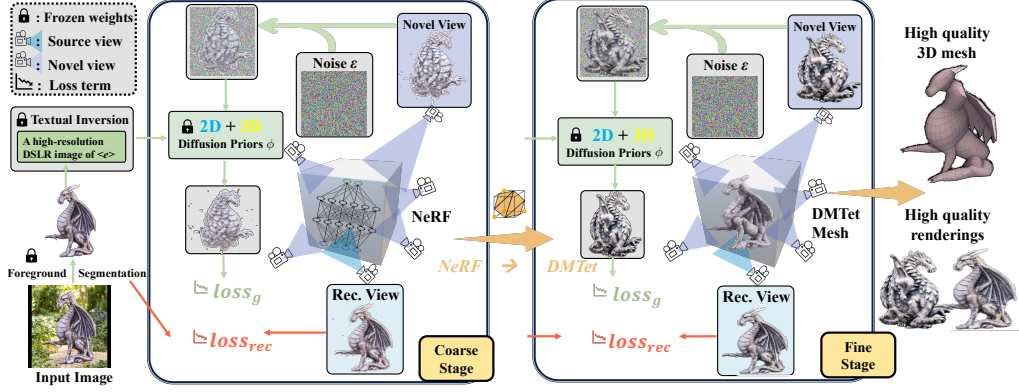 : Frozen weights
: Source view
: Novel view
: Loss term
Textual Inversion
A high-resolution
DSLR image of <e>
Foreground Segmentation
Input Image
Noise ε
Novel View
2D + 3D
Diffusion Priors ϕ
NeRF
loss_g
loss_rec
Rec. View
Coarse
Stage
NeRF → DMTet
Noise ε
Novel View
2D + 3D
Diffusion Priors ϕ
DMTet
Mesh
loss_g
loss_rec
Rec. View
Fine
Stage
High quality
3D mesh
High quality
renderings